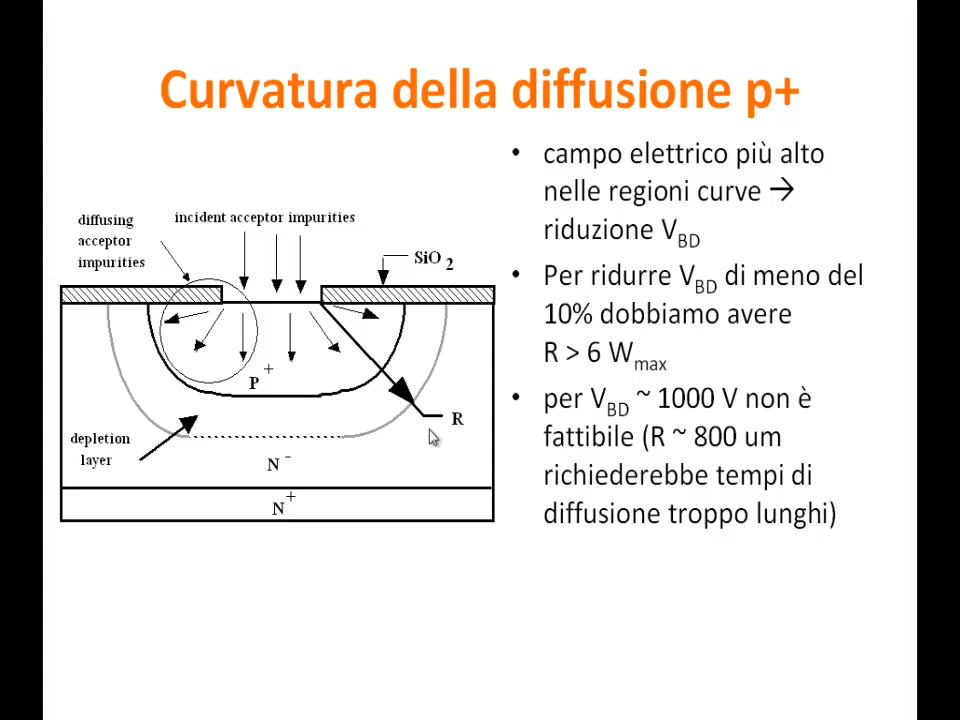 Curvatura della diffusione p+
• campo elettrico più alto
nelle regioni curve →
riduzione V_BD
• Per ridurre V_BD di meno del
10% dobbiamo avere
R > 6 W_max
• per V_BD ~ 1000 V non è
fattibile (R ~ 800 um
richiederebbe tempi di
diffusione troppo lunghi)
diffusing
acceptor
impurities
incident acceptor impurities
SiO 2
P +
R
depletion
layer
N -
N +